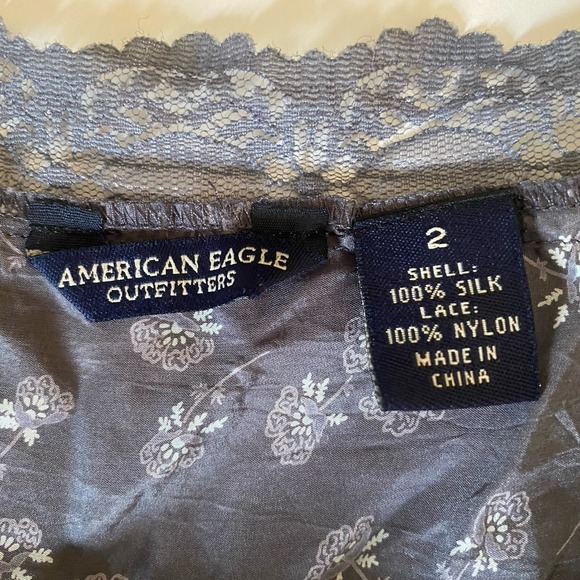 AMERICAN EAGLE
OUTFITTERS
2
SHELL:
100% SILK
LACE:
100% NYLON
MADE IN
CHINA